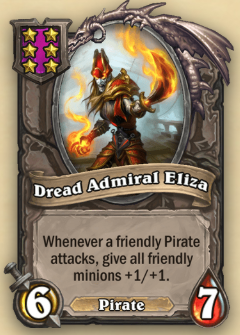 Dread Admiral Eliza
Whenever a friendly Pirate
attacks, give all friendly
minions +1/+1.
6
Pirate
7